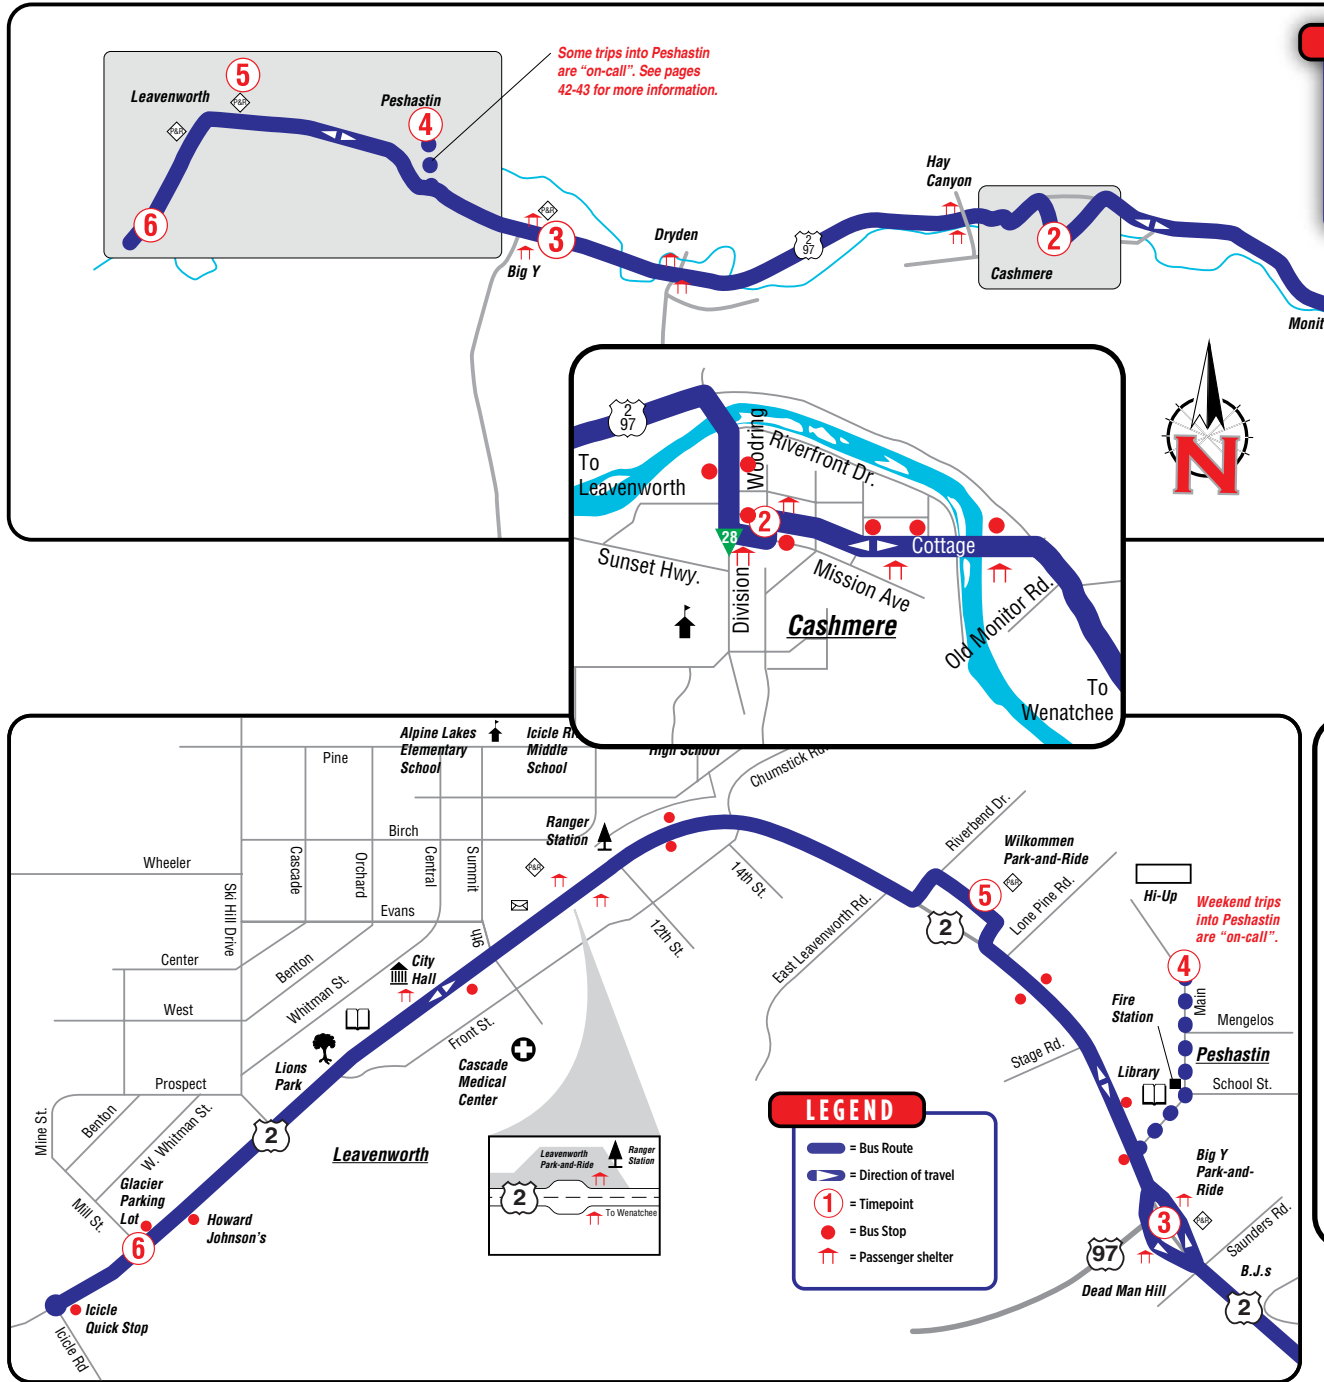 Some trips into Peshastin
are “on-call”. See pages
42-43 for more information.
5
Leavenworth
P&R
P&R
Peshastin
4
6
P&R
3
Big Y
Dryden
2
97
Hay
Canyon
2
Cashmere
Monit
N
2
97
To
Leavenworth
Woodring
Riverfront Dr.
2
28
Cottage
Sunset Hwy.
Division
Mission Ave
Cashmere
Old Monitor Rd.
To
Wenatchee
Alpine Lakes
Elementary
School
Icicle Ri
Middle
School
High School
Chumstick Rd.
Pine
Birch
Wheeler
Cascade
Orchard
Central
Summit
Ski Hill Drive
Evans
9th
Ranger
Station
P&R
14th St.
12th St.
Center
West
Benton
Whitman St.
City
Hall
Front St.
Lions
Park
Cascade
Medical
Center
Prospect
Mine St.
Benton
W. Whitman St.
2
Leavenworth
Mill St.
Glacier
Parking
Lot
Howard
Johnson’s
6
Icicle
Quick Stop
Icicle Rd
Leavenworth
Park-and-Ride
Ranger
Station
2
To Wenatchee
Riverbend Dr.
Wilkommen
Park-and-Ride
P&R
5
Lone Pine Rd.
East Leavenworth Rd.
2
Hi-Up
Weekend trips
into Peshastin
are “on-call”.
4
Main
Fire
Station
Mengelos
Peshastin
Stage Rd.
Library
School St.
LEGEND
= Bus Route
= Direction of travel
1 = Timepoint
= Bus Stop
= Passenger shelter
Big Y
Park-and-
Ride
3
P&R
Saunders Rd.
97
Dead Man Hill
B.J.s
2